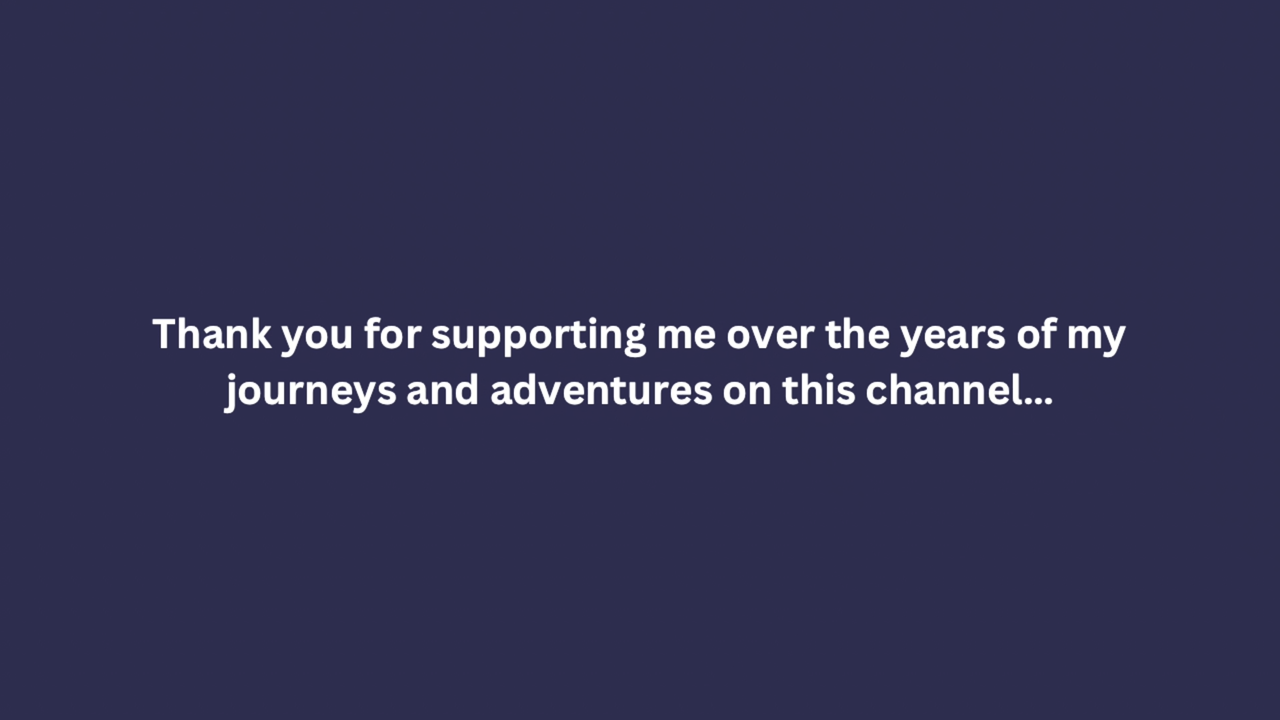 Thank you for supporting me over the years of my
journeys and adventures on this channel...